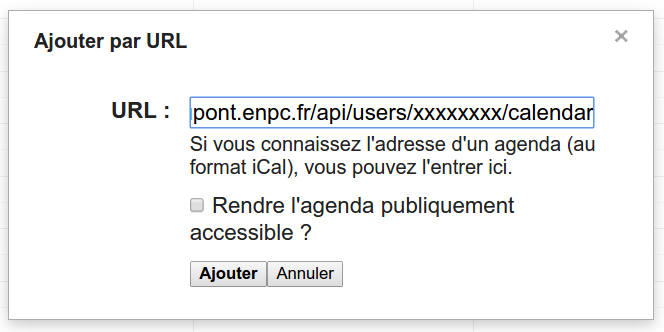 Ajouter par URL
×
URL : pont.enpc.fr/api/users/xxxxxxxx/calendar
Si vous connaissez l'adresse d'un agenda (au
format iCal), vous pouvez l'entrer ici.
Rendre l'agenda publiquement
accessible ?
Ajouter Annuler